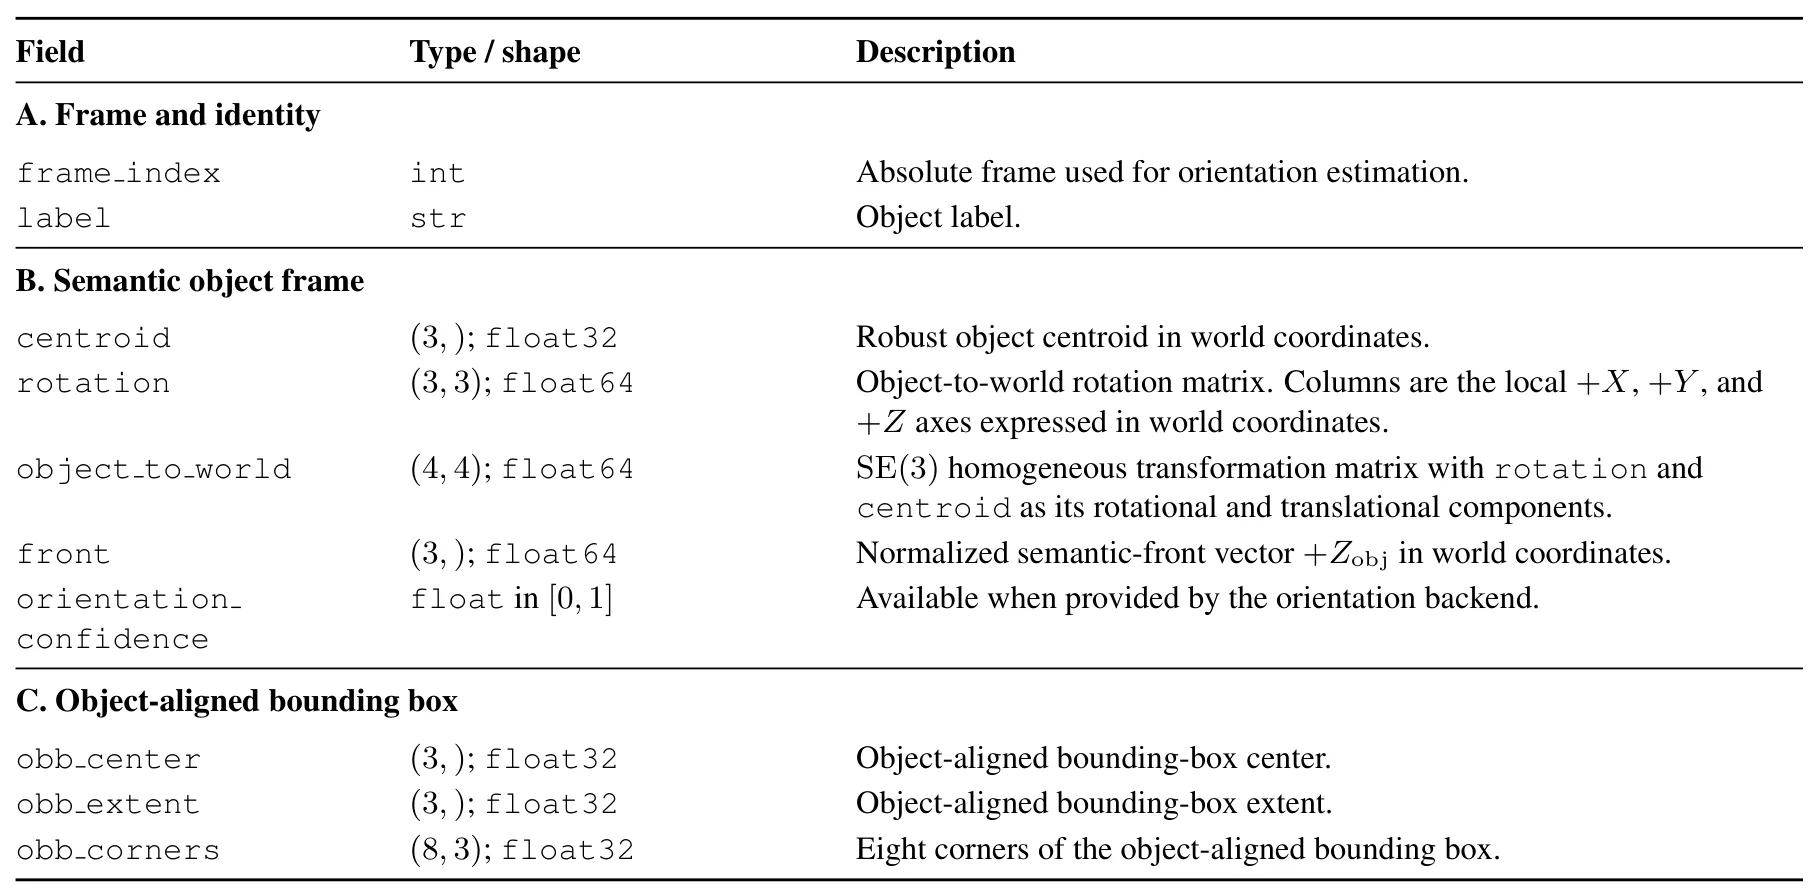 Field Type / shape Description
A. Frame and identity
frame_index int Absolute frame used for orientation estimation.
label str Object label.
B. Semantic object frame
centroid (3, ); float32 Robust object centroid in world coordinates.
rotation (3, 3); float64 Object-to-world rotation matrix. Columns are the local +X, +Y, and
+Z axes expressed in world coordinates.
object_to_world (4, 4); float64 SE(3) homogeneous transformation matrix with rotation and
centroid as its rotational and translational components.
front (3, ); float64 Normalized semantic-front vector +Z_obj in world coordinates.
orientation_ float in [0, 1] Available when provided by the orientation backend.
confidence
C. Object-aligned bounding box
obb_center (3, ); float32 Object-aligned bounding-box center.
obb_extent (3, ); float32 Object-aligned bounding-box extent.
obb_corners (8, 3); float32 Eight corners of the object-aligned bounding box.